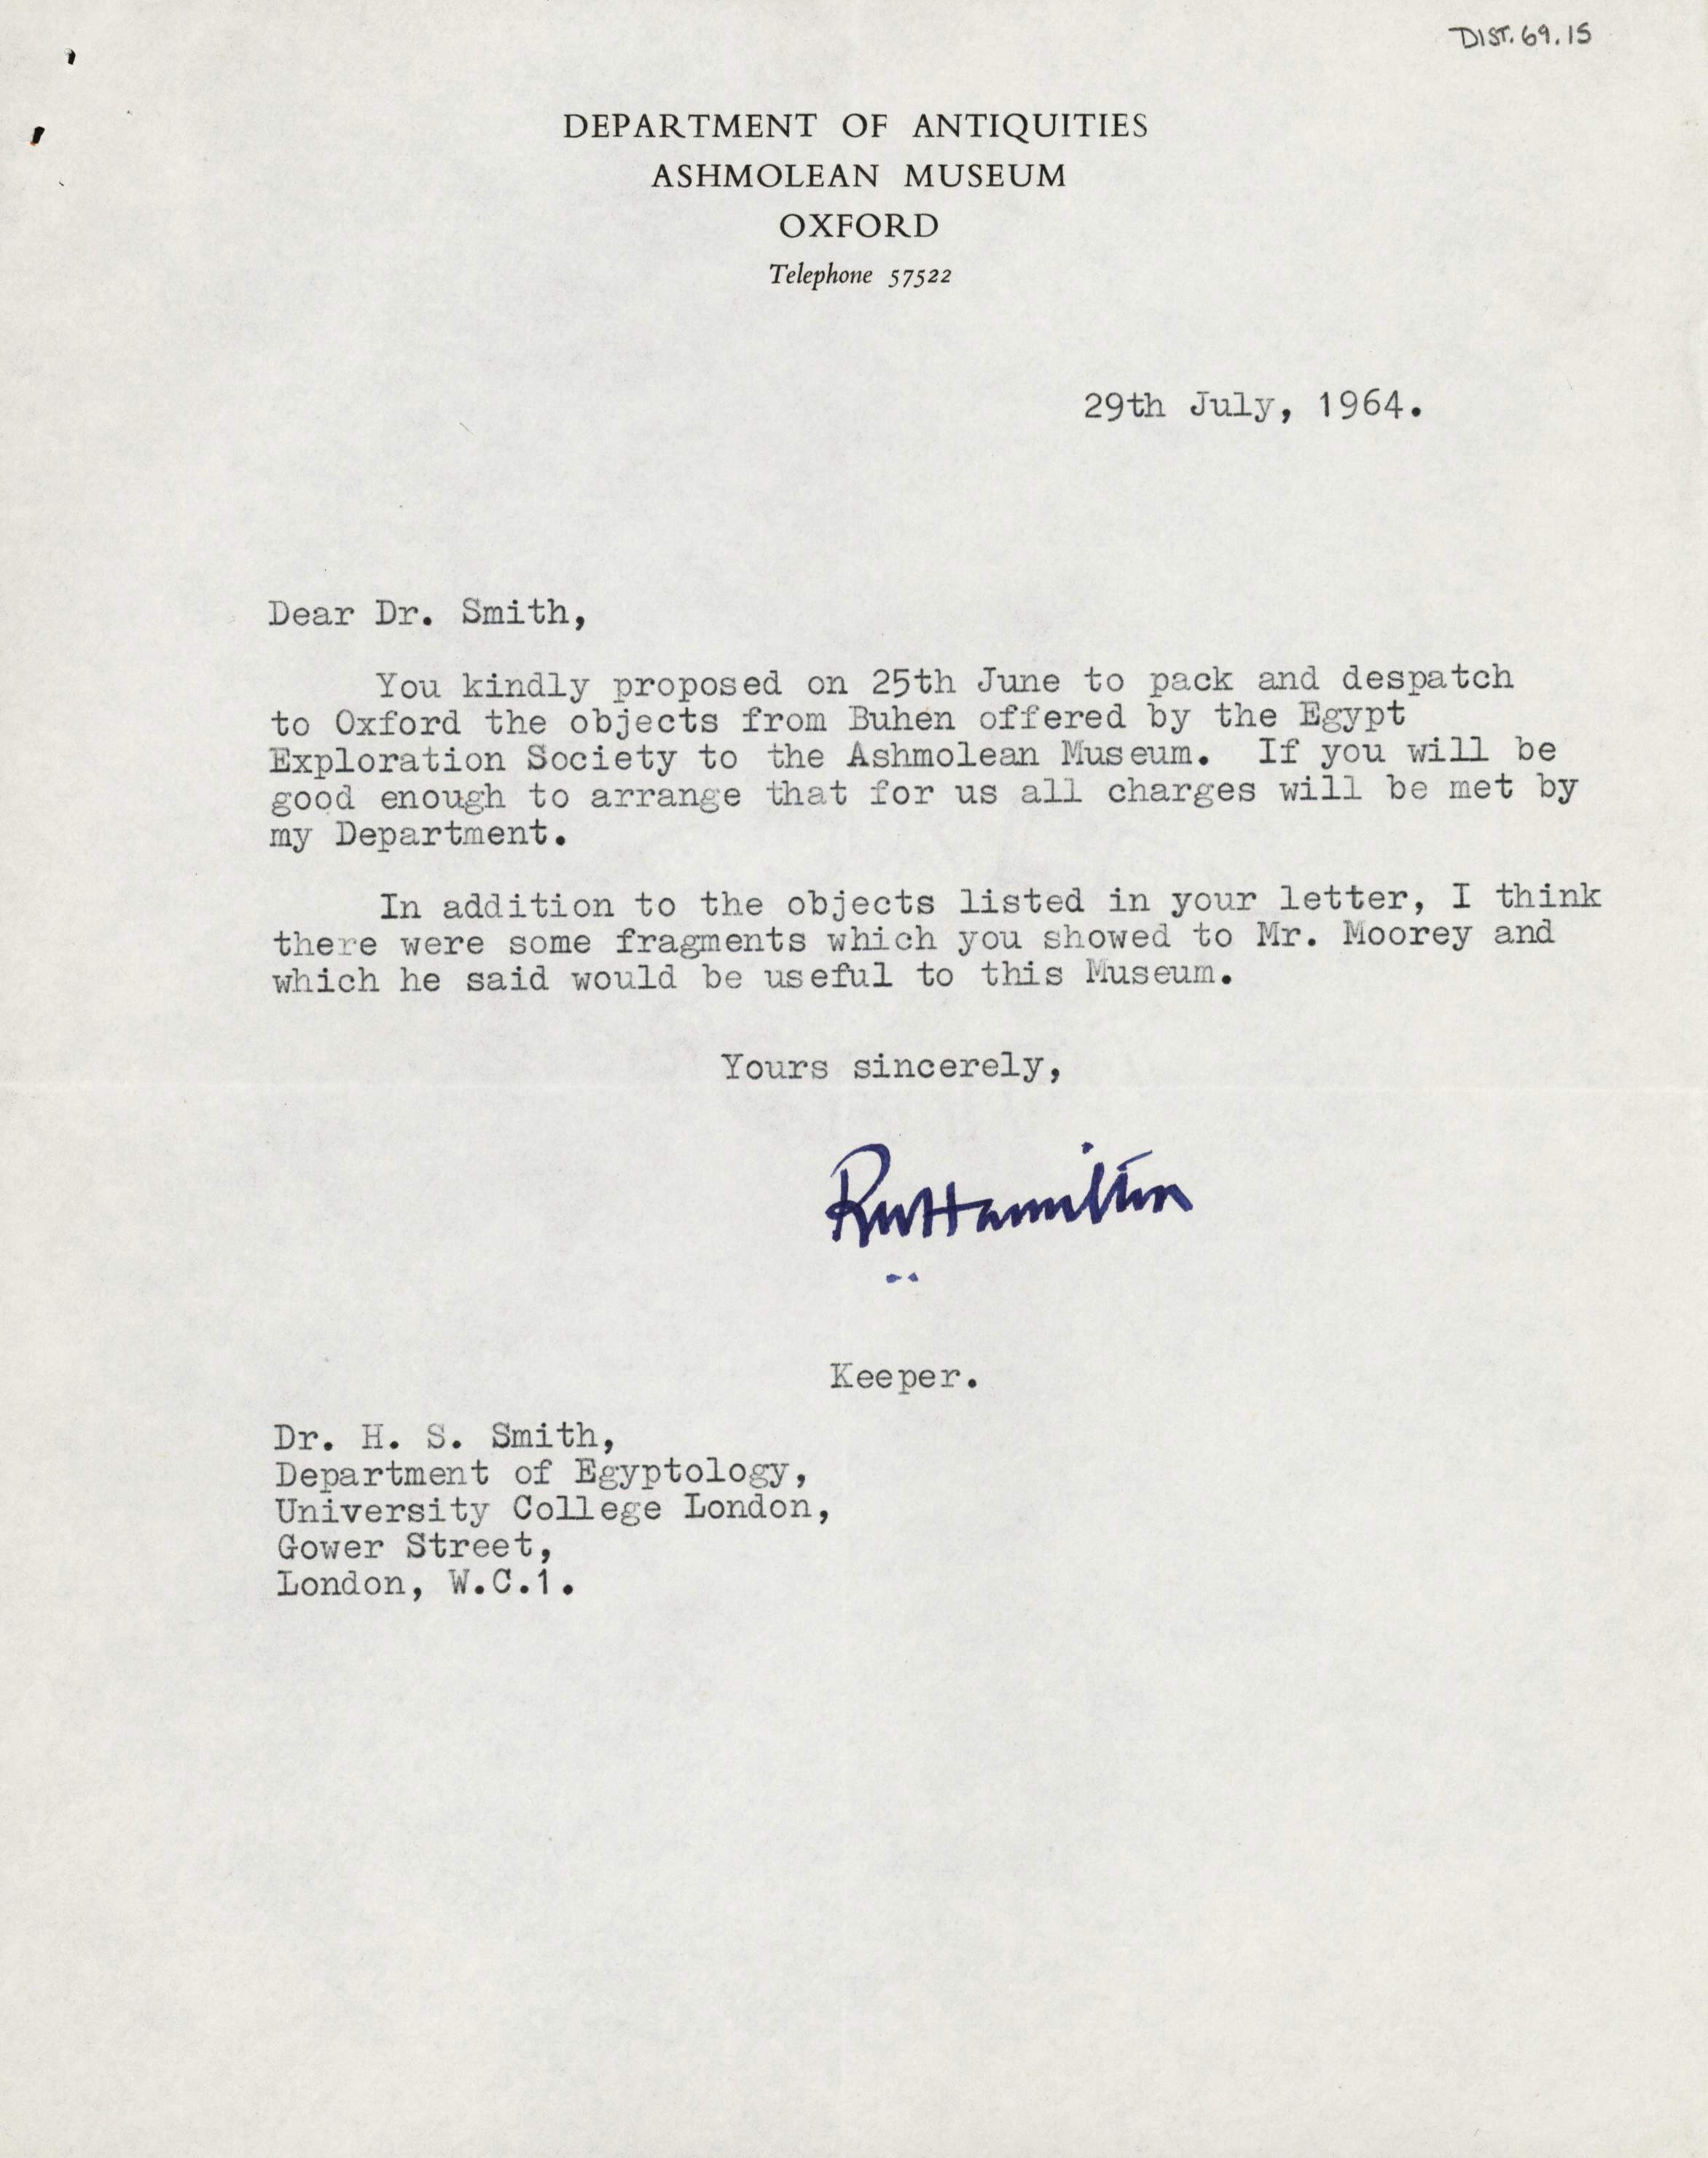 DIST. 69.15
DEPARTMENT OF ANTIQUITIES
ASHMOLEAN MUSEUM
OXFORD
Telephone 57522
29th July, 1964.
Dear Dr. Smith,
You kindly proposed on 25th June to pack and despatch
to Oxford the objects from Buhen offered by the Egypt
Exploration Society to the Ashmolean Museum. If you will be
good enough to arrange that for us all charges will be met by
my Department.
In addition to the objects listed in your letter, I think
there were some fragments which you showed to Mr. Moorey and
which he said would be useful to this Museum.
Yours sincerely,
RWHamilton
Keeper.
Dr. H. S. Smith,
Department of Egyptology,
University College London,
Gower Street,
London, W.C.1.